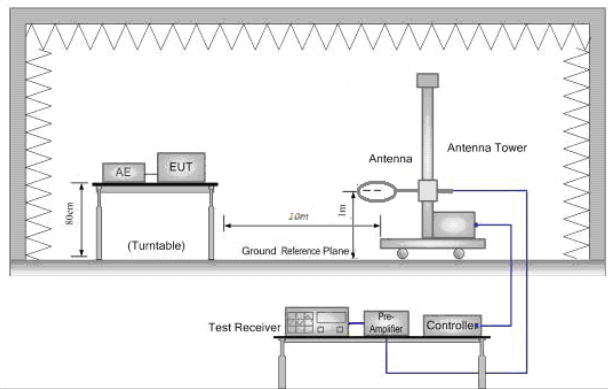 Antenna Tower
Antenna
AE
EUT
80cm
(Turntable)
10m
1m
Ground Reference Plane
Test Receiver
Pre-
Amplifier
Controller